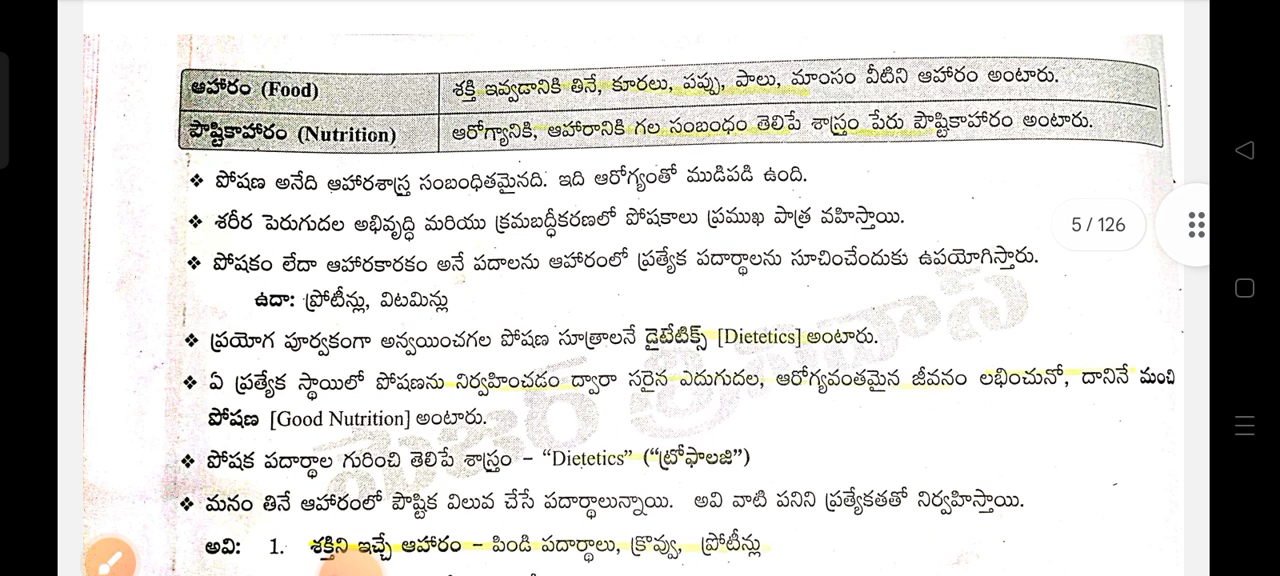 ఆహారం (Food) శక్తి ఇవ్వడానికి తినే, కూరలు, పప్పు, పాలు, మాంసం వీటిని ఆహారం అంటారు.
పౌష్టికాహారం (Nutrition) ఆరోగ్యానికి, ఆహారానికి గల సంబంధం తెలిపే శాస్త్రం పేరు పౌష్టికాహారం అంటారు.
❖ పోషణ అనేది ఆహారశాస్త్ర సంబంధితమైనది. ఇది ఆరోగ్యంతో ముడిపడి ఉంది.
❖ శరీర పెరుగుదల అభివృద్ధి మరియు క్రమబద్ధీకరణలో పోషకాలు ప్రముఖ పాత్ర వహిస్తాయి.
5 / 126
❖ పోషకం లేదా ఆహారకారకం అనే పదాలను ఆహారంలో ప్రత్యేక పదార్థాలను సూచించేందుకు ఉపయోగిస్తారు.
ఉదా: ప్రోటీన్లు, విటమిన్లు
❖ ప్రయోగ పూర్వకంగా అన్వయించగల పోషణ సూత్రాలనే డైటేటిక్స్ [Dietetics] అంటారు.
❖ ఏ ప్రత్యేక స్థాయిలో పోషణను నిర్వహించడం ద్వారా సరైన ఎదుగుదల, ఆరోగ్యవంతమైన జీవనం లభించునో, దానినే మంచి
పోషణ [Good Nutrition] అంటారు.
❖ పోషక పదార్థాల గురించి తెలిపే శాస్త్రం – “Dietetics” (“ట్రోఫాలజి”)
❖ మనం తినే ఆహారంలో పౌష్టిక విలువ చేసే పదార్థాలున్నాయి. అవి వాటి పనిని ప్రత్యేకతతో నిర్వహిస్తాయి.
అవి: 1. శక్తిని ఇచ్చే ఆహారం – పిండి పదార్థాలు, క్రొవ్వు, ప్రోటీన్లు